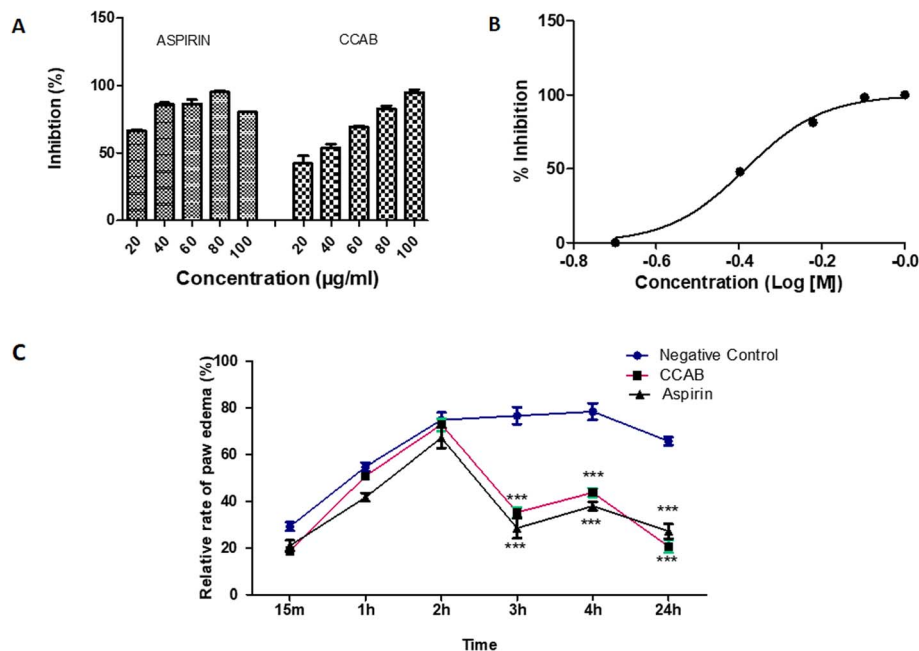 A
150
100
50
0
Inhibtion (%)
ASPIRIN
CCAB
20 40 60 80 100 20 40 60 80 100
Concentration (µg/ml)
B
150
100
50
0
% Inhibition
-0.8 -0.6 -0.4 -0.2 -0.0
Concentration (Log [M])
C
100
80
60
40
20
0
Relative rate of paw edema (%)
Negative Control
CCAB
Aspirin
*** *** ***
*** *** ***
15m 1h 2h 3h 4h 24h
Time